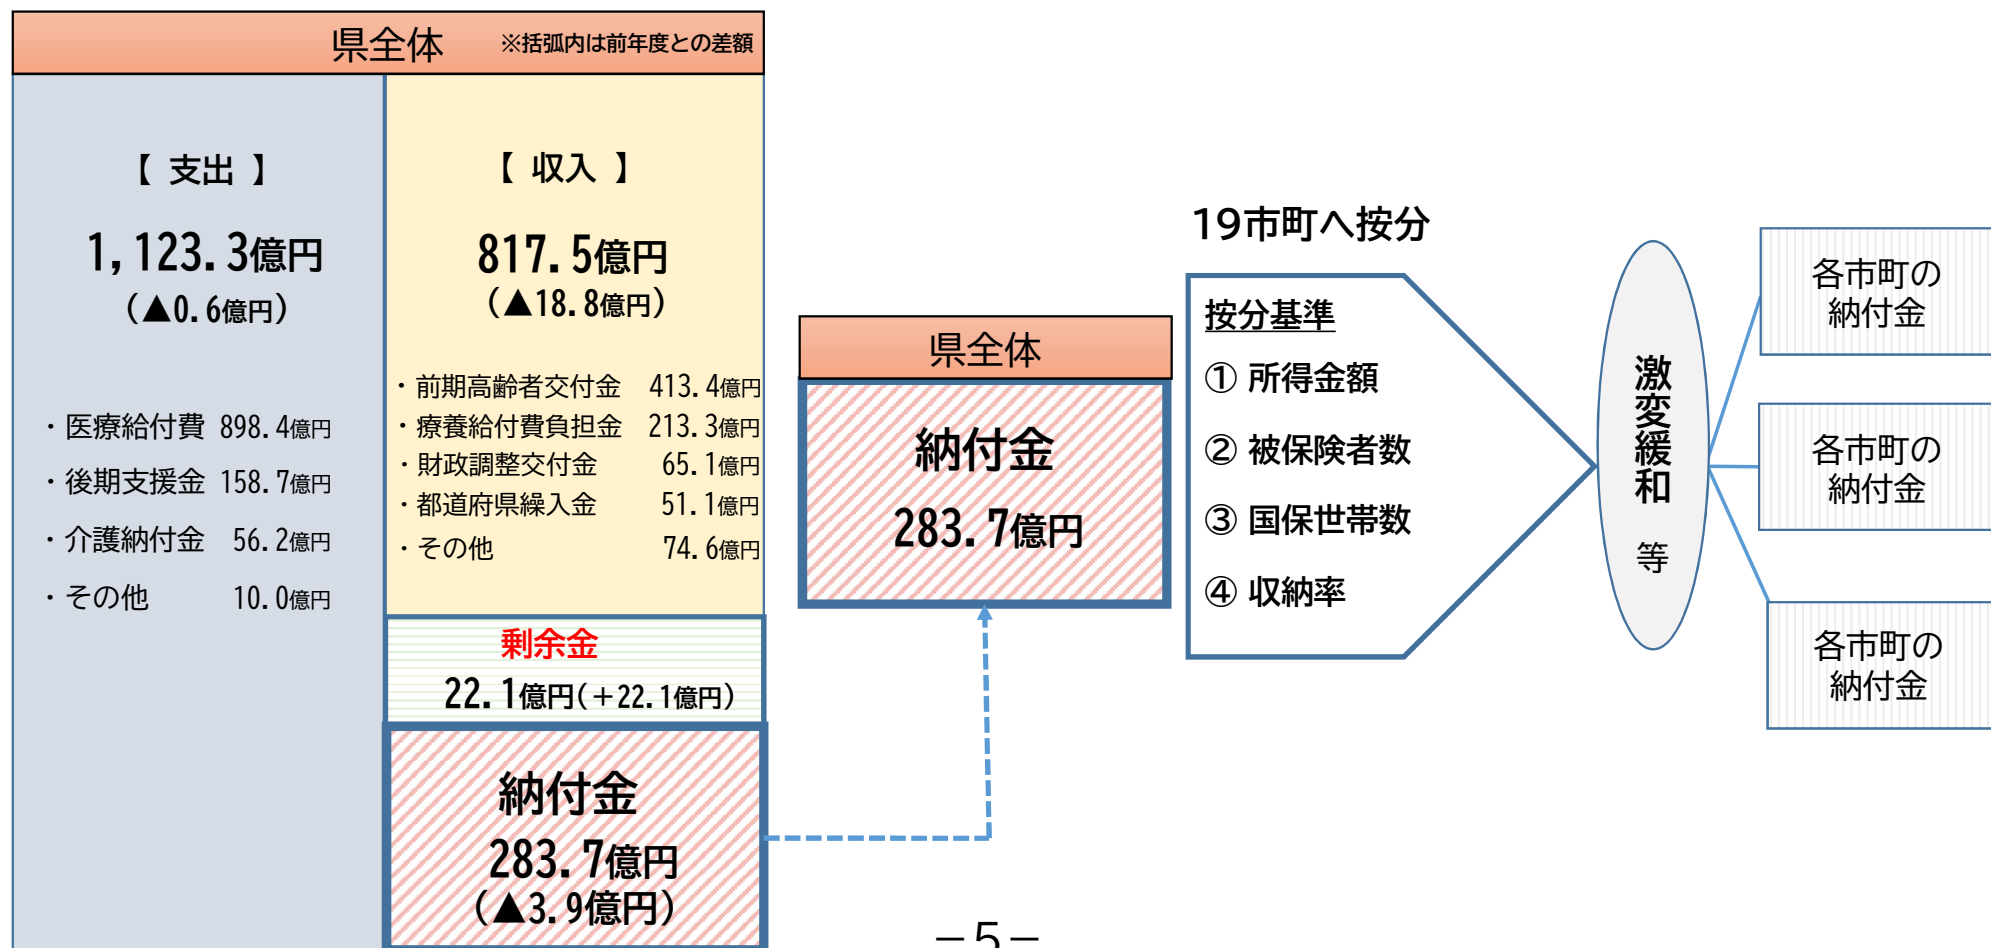 県全体 ※括弧内は前年度との差額
【 支出 】
1,123.3億円
(▲0.6億円)
・医療給付費 898.4億円
・後期支援金 158.7億円
・介護納付金 56.2億円
・その他 10.0億円
【 収入 】
817.5億円
(▲18.8億円)
・前期高齢者交付金 413.4億円
・療養給付費負担金 213.3億円
・財政調整交付金 65.1億円
・都道府県繰入金 51.1億円
・その他 74.6億円
剰余金
22.1億円(+22.1億円)
納付金
283.7億円
(▲3.9億円)
県全体
納付金
283.7億円
19市町へ按分
按分基準
① 所得金額
② 被保険者数
③ 国保世帯数
④ 収納率
激変緩和 等
各市町の
納付金
各市町の
納付金
各市町の
納付金
－5－